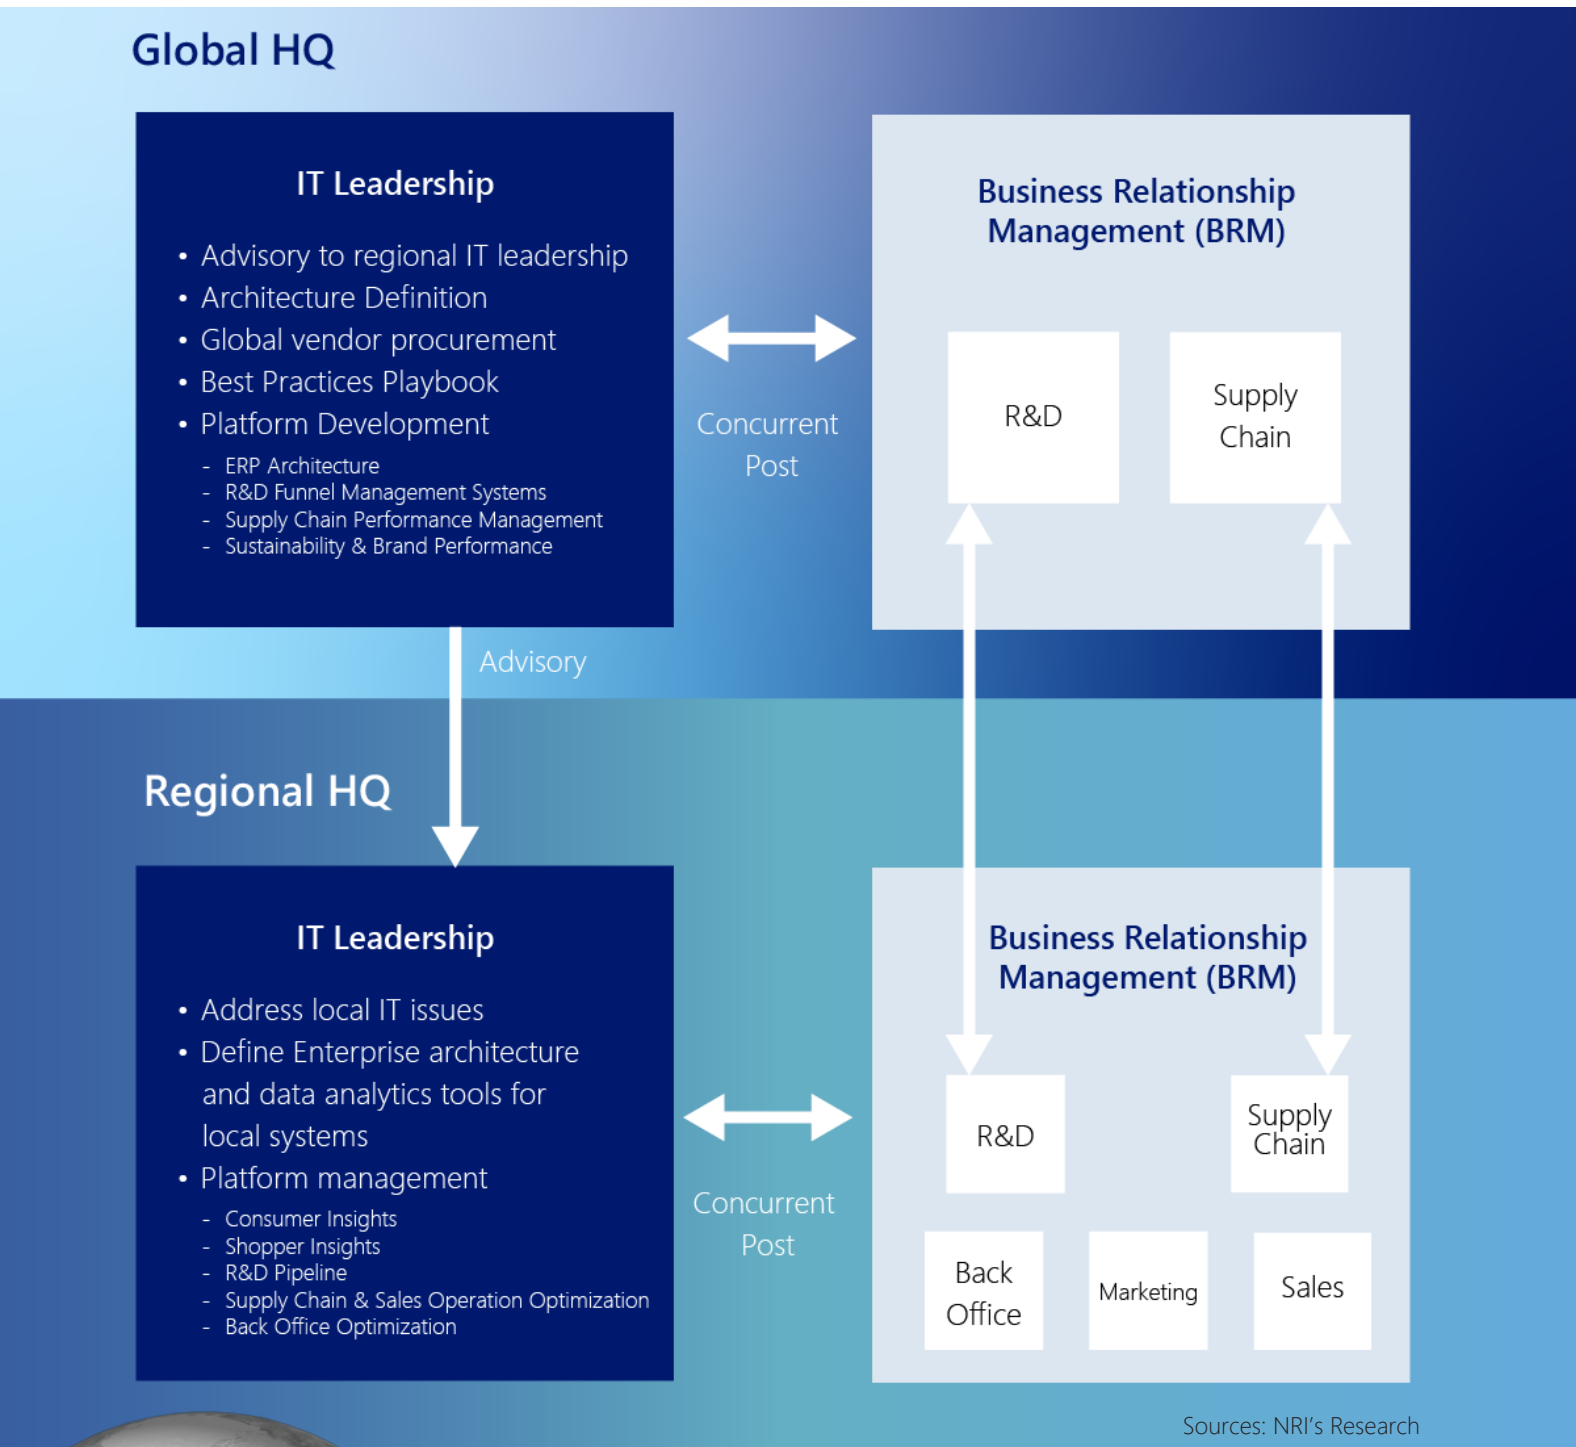 Global HQ
IT Leadership
• Advisory to regional IT leadership
• Architecture Definition
• Global vendor procurement
• Best Practices Playbook
• Platform Development
- ERP Architecture
- R&D Funnel Management Systems
- Supply Chain Performance Management
- Sustainability & Brand Performance
Concurrent
Post
Business Relationship
Management (BRM)
R&D
Supply
Chain
Advisory
Regional HQ
IT Leadership
• Address local IT issues
• Define Enterprise architecture
and data analytics tools for
local systems
• Platform management
- Consumer Insights
- Shopper Insights
- R&D Pipeline
- Supply Chain & Sales Operation Optimization
- Back Office Optimization
Concurrent
Post
Business Relationship
Management (BRM)
R&D
Supply
Chain
Back
Office
Marketing
Sales
Sources: NRI's Research